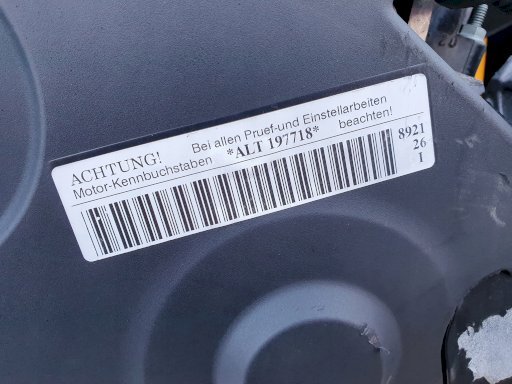 ACHTUNG! Bei allen Pruef-und Einstellarbeiten
Motor-Kennbuchstaben *ALT 197718* beachten!
8921
26
1